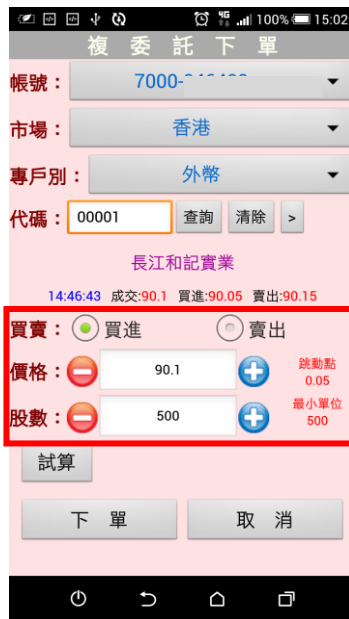 4G 100% 15:02
複委託下單
帳號： 7000-
市場： 香港
專戶別： 外幣
代碼： 00001 查詢 清除 >
長江和記實業
14:46:43 成交:90.1 買進:90.05 賣出:90.15
買賣： 買進 賣出
價格： 90.1 跳動點
0.05
股數： 500 最小單位
500
試算
下 單 取 消